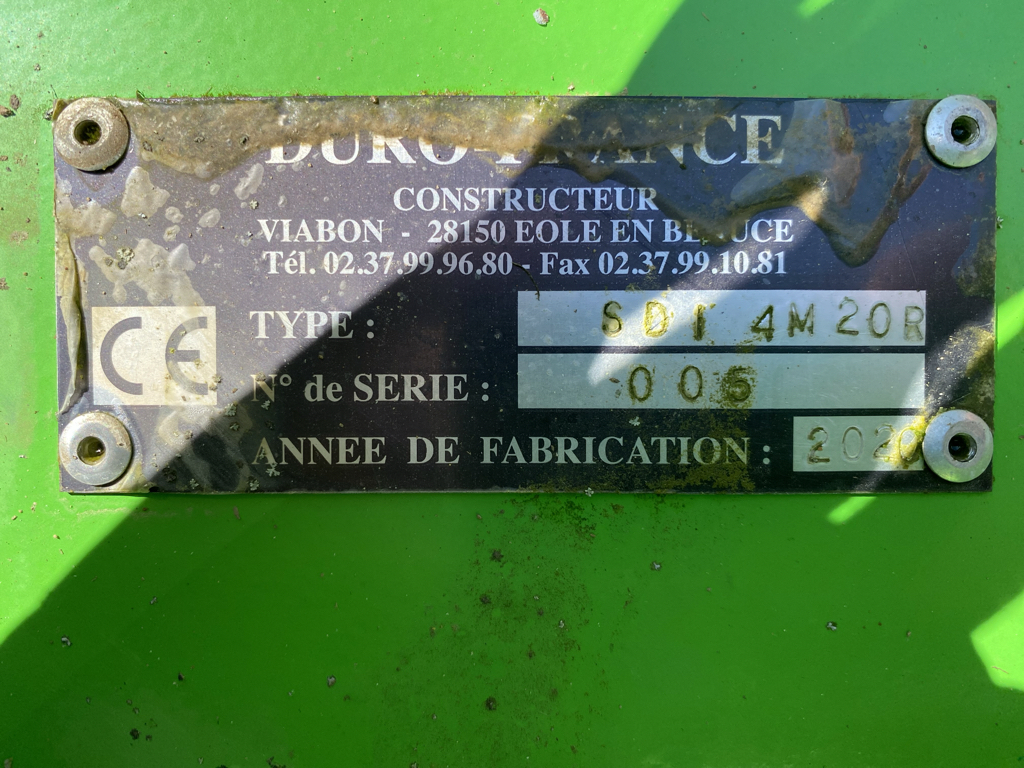 DURO-FRANCE
CONSTRUCTEUR
VIABON - 28150 EOLE EN BEAUCE
Tél. 02.37.99.96.80 - Fax 02.37.99.10.81
CE
TYPE : SDI 4M20R
N° de SERIE : 006
ANNEE DE FABRICATION : 2020